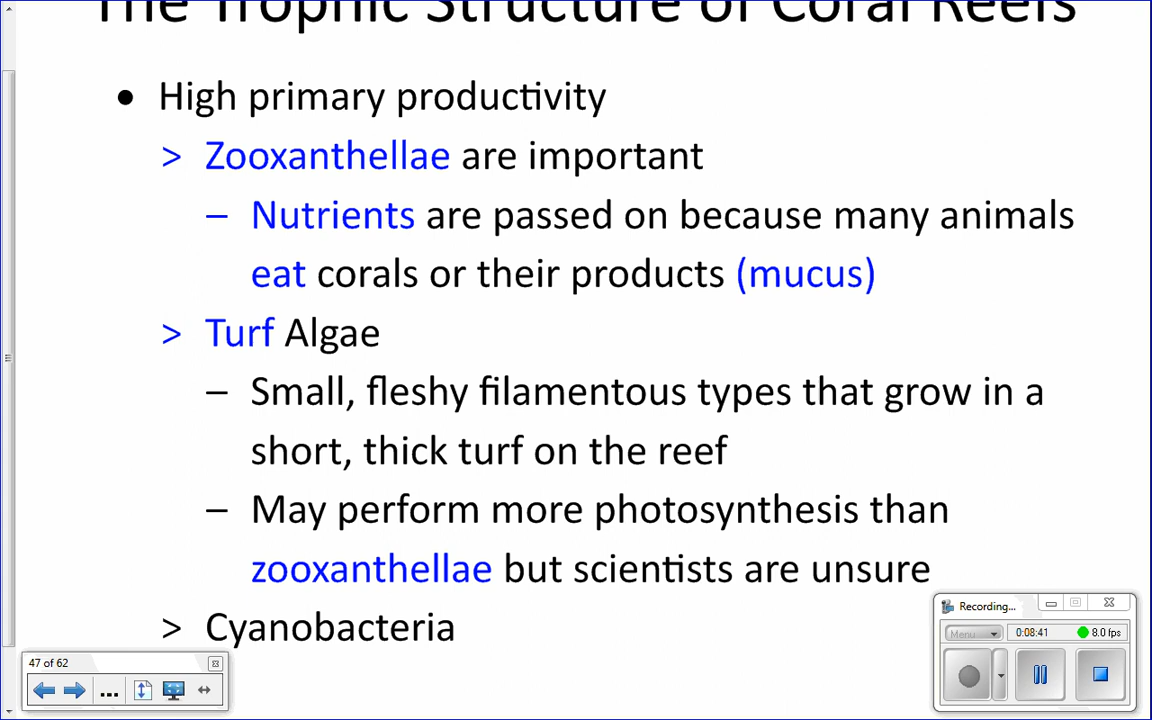 The Trophic Structure of Coral Reefs
• High primary productivity
> Zooxanthellae are important
– Nutrients are passed on because many animals
eat corals or their products (mucus)
> Turf Algae
– Small, fleshy filamentous types that grow in a
short, thick turf on the reef
– May perform more photosynthesis than
zooxanthellae but scientists are unsure
> Cyanobacteria
Recording...
Menu
0:08:41
8.0 fps
47 of 62
...